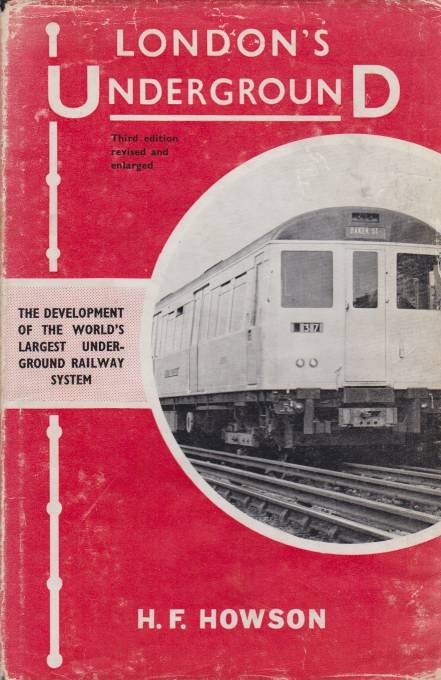 LONDON'S
UNDERGROUND
Third edition
revised and
enlarged
BAKER ST
1387
THE DEVELOPMENT
OF THE WORLD'S
LARGEST UNDER-
GROUND RAILWAY
SYSTEM
H. F. HOWSON